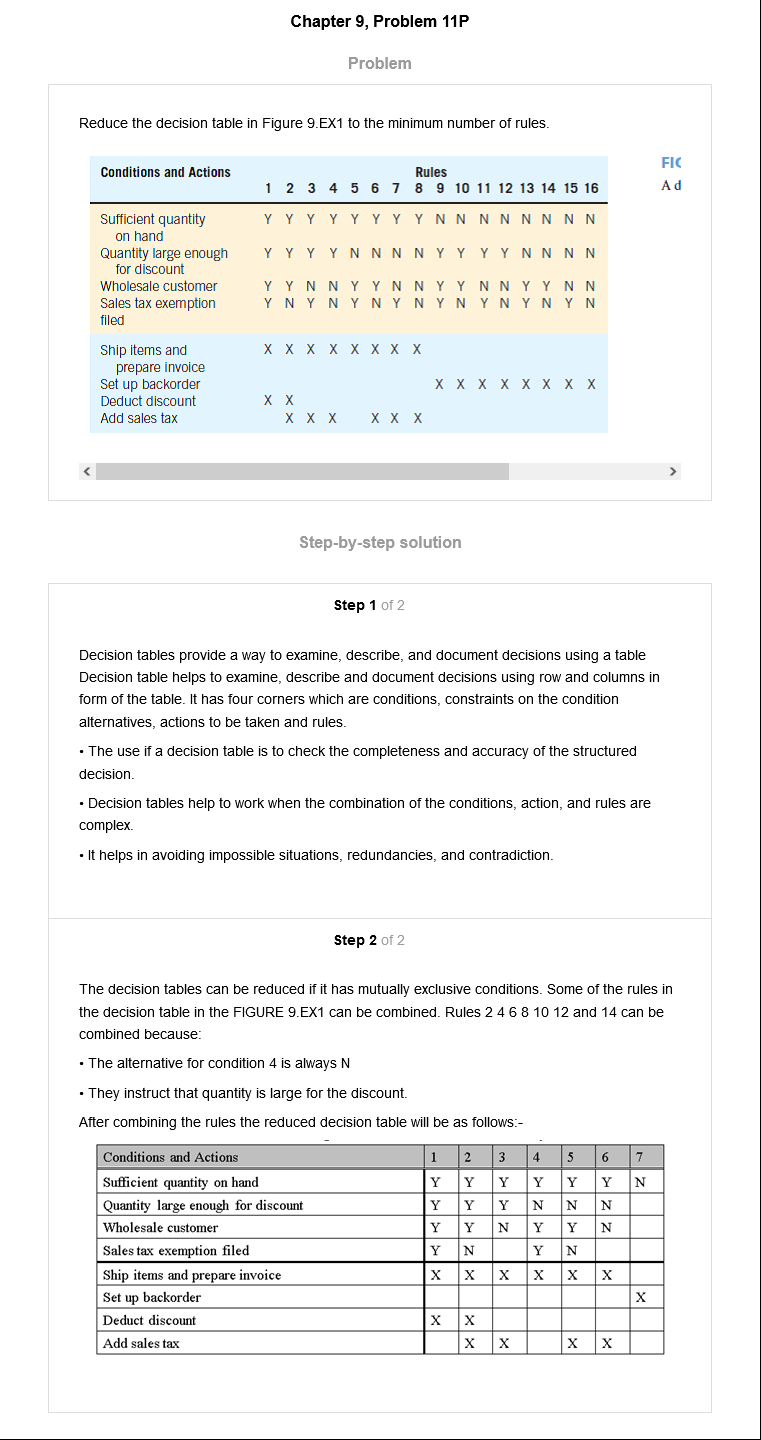 Chapter 9, Problem 11P
Problem
Reduce the decision table in Figure 9.EX1 to the minimum number of rules.
Conditions and Actions Rules
1 2 3 4 5 6 7 8 9 10 11 12 13 14 15 16
Sufficient quantity Y Y Y Y Y Y Y Y N N N N N N N N
on hand
Quantity large enough Y Y Y Y N N N N Y Y Y Y N N N N
for discount
Wholesale customer Y Y N N Y Y N N Y Y N N Y Y N N
Sales tax exemption Y N Y N Y N Y N Y N Y N Y N Y N
filed
Ship items and X X X X X X X X
prepare invoice
Set up backorder X X X X X X X X
Deduct discount X X
Add sales tax X X X X X X
FIC
A d
Step-by-step solution
Step 1 of 2
Decision tables provide a way to examine, describe, and document decisions using a table
Decision table helps to examine, describe and document decisions using row and columns in
form of the table. It has four corners which are conditions, constraints on the condition
alternatives, actions to be taken and rules.
• The use if a decision table is to check the completeness and accuracy of the structured
decision.
• Decision tables help to work when the combination of the conditions, action, and rules are
complex.
• It helps in avoiding impossible situations, redundancies, and contradiction.
Step 2 of 2
The decision tables can be reduced if it has mutually exclusive conditions. Some of the rules in
the decision table in the FIGURE 9.EX1 can be combined. Rules 2 4 6 8 10 12 and 14 can be
combined because:
• The alternative for condition 4 is always N
• They instruct that quantity is large for the discount.
After combining the rules the reduced decision table will be as follows:-
Conditions and Actions 1 2 3 4 5 6 7
Sufficient quantity on hand Y Y Y Y Y Y N
Quantity large enough for discount Y Y Y N N N
Wholesale customer Y Y N Y Y N
Sales tax exemption filed Y N Y N
Ship items and prepare invoice X X X X X X
Set up backorder X
Deduct discount X X
Add sales tax X X X X